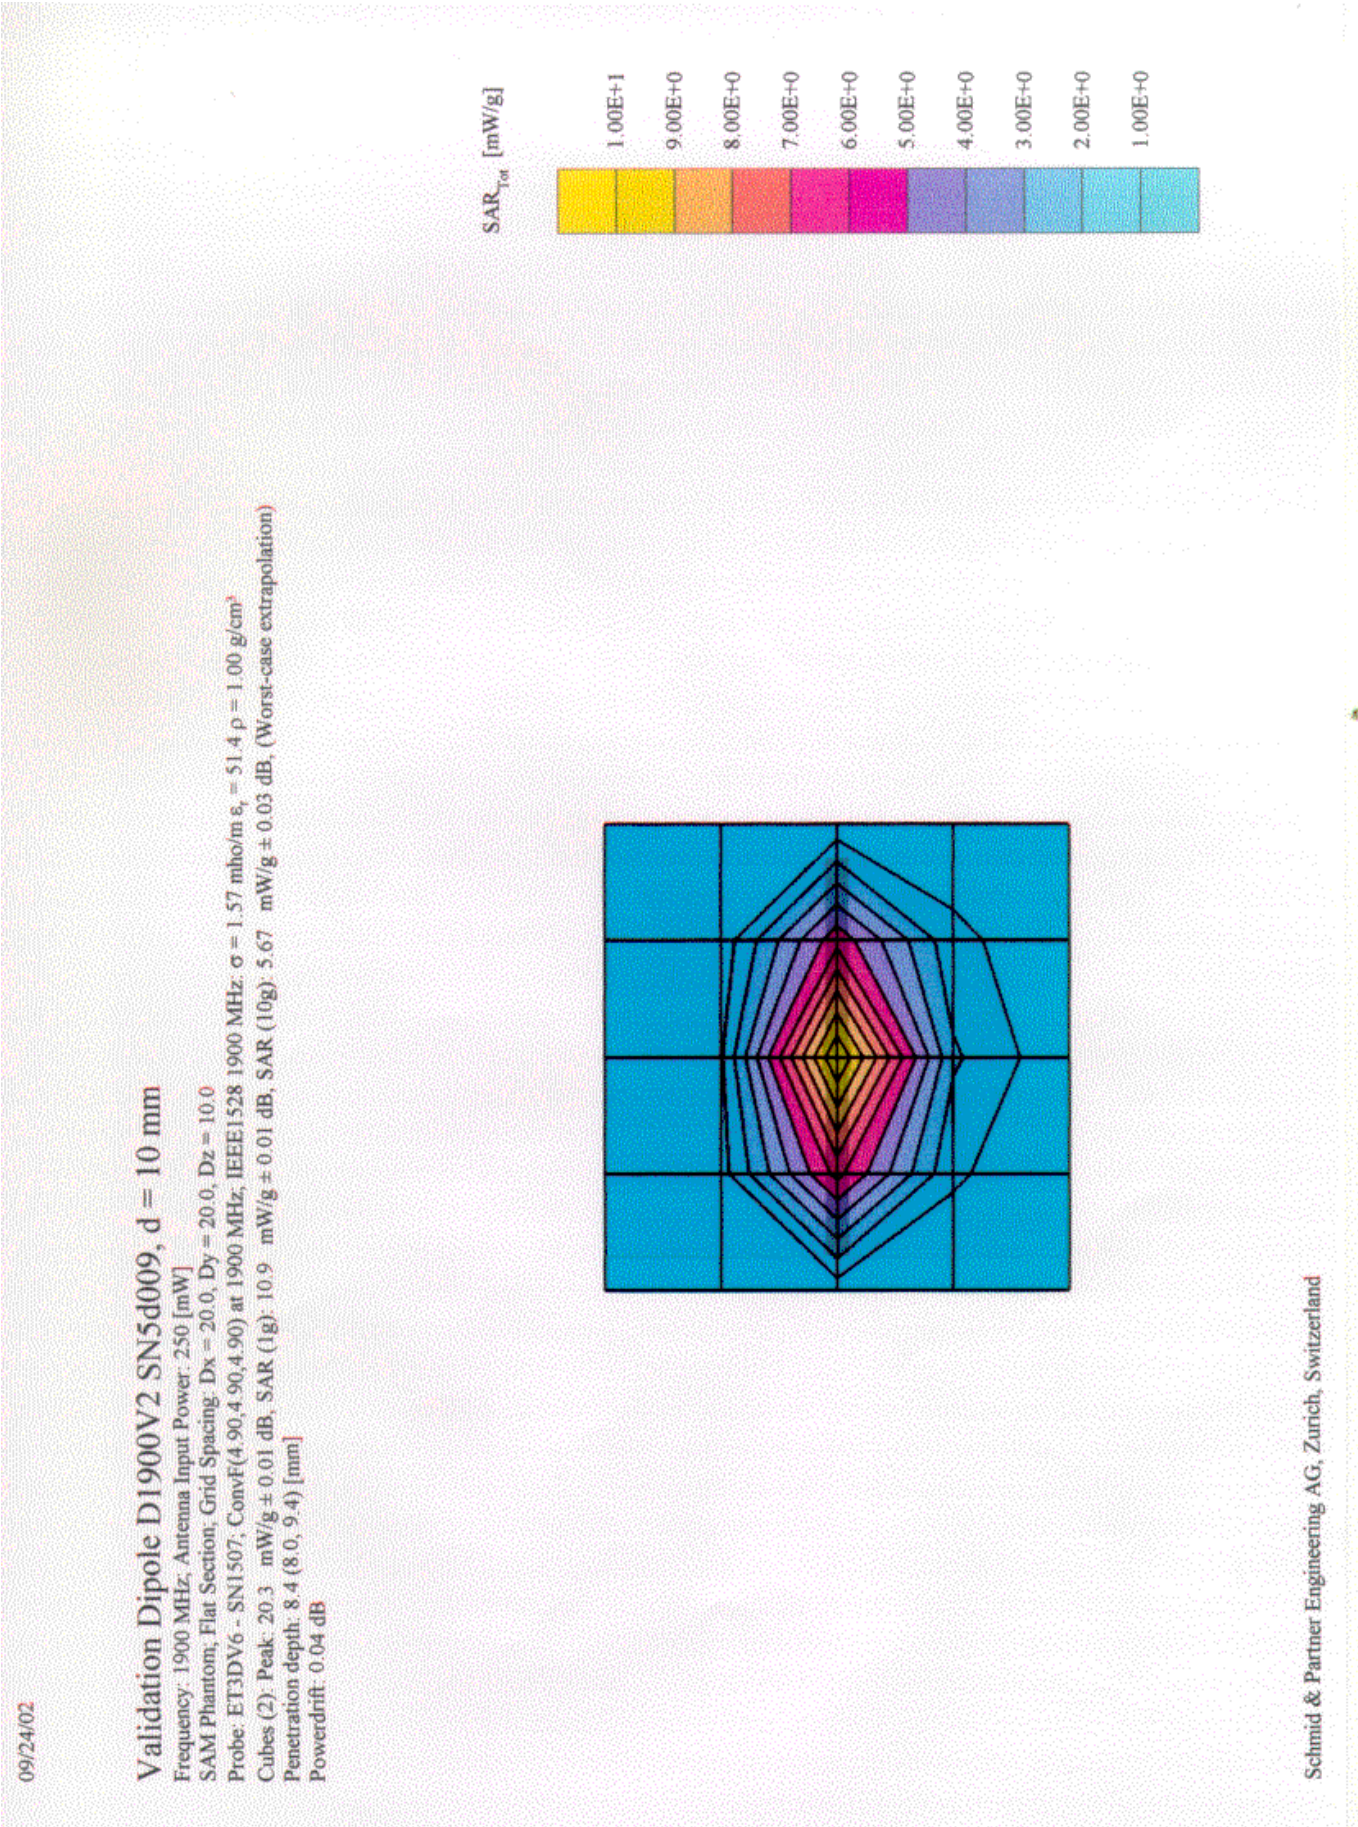 09/24/02
Validation Dipole D1900V2 SN5d009, d = 10 mm
Frequency: 1900 MHz; Antenna Input Power: 250 [mW]
SAM Phantom; Flat Section; Grid Spacing: Dx = 20.0, Dy = 20.0, Dz = 10.0
Probe: ET3DV6 - SN1507; ConvF(4.90,4.90,4.90) at 1900 MHz; IEEE1528 1900 MHz: σ = 1.57 mho/m εr = 51.4 ρ = 1.00 g/cm³
Cubes (2): Peak: 20.3 mW/g ± 0.01 dB, SAR (1g): 10.9 mW/g ± 0.01 dB, SAR (10g): 5.67 mW/g ± 0.03 dB, (Worst-case extrapolation)
Penetration depth: 8.4 (8.0, 9.4) [mm]
Powerdrift: 0.04 dB
SAR Tot [mW/g]
1.00E+1
9.00E+0
8.00E+0
7.00E+0
6.00E+0
5.00E+0
4.00E+0
3.00E+0
2.00E+0
1.00E+0
Schmid & Partner Engineering AG, Zurich, Switzerland